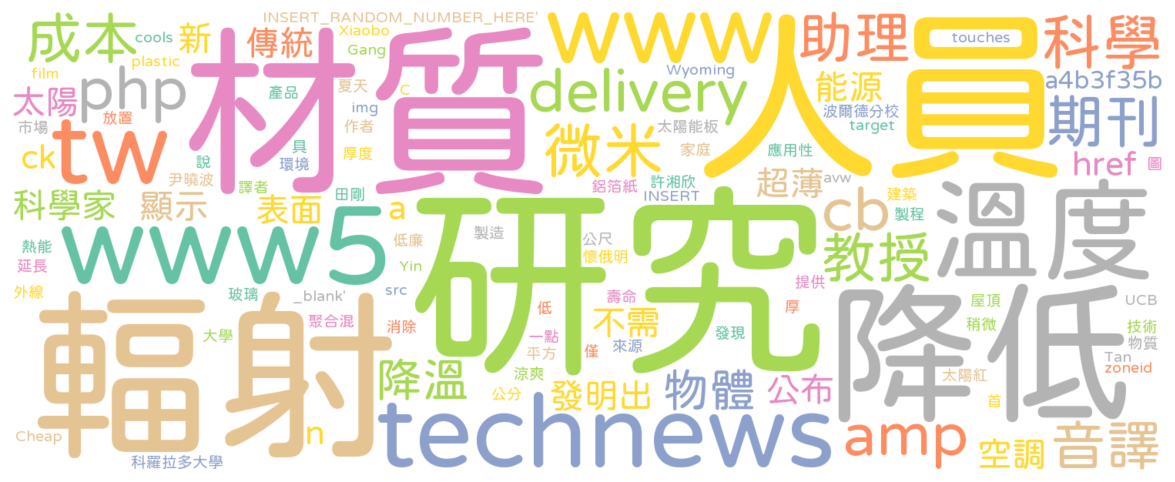 INSERT_RANDOM_NUMBER_HERE'
成本
cools
新
傳統
Xiaobo
Gang
www
助理
touches
科學
film
plastic
php
材質
人員
太陽
市場
放置
產品
夏天
img
c
delivery
Wyoming
能源
a4b3f35b
波爾德分校
target
期刊
tw
ck
說
具
環境
作者
厚度
微米
太陽能板
家庭
應用性
href
圖
尹曉波
譯者
田剛
鋁箔紙
許湘欣
INSERT
超薄
avw
建築
製程
科學家
顯示
表面
a
cb
溫度
www5
研究
教授
熱能
延長
外線
低廉
Yin
製造
公尺
懷俄明
提供
玻璃
_blank'
src
壽命
低
厚
降低
屋頂
稍微
UCB
技術
物質
輻射
聚合混
消除
大學
一點
平方
僅
不需
來源
發現
涼爽
Tan
zoneid
太陽紅
首
降溫
公分
發明出
物體
公布
technews
n
amp
空調
音譯
Cheap
科羅拉多大學